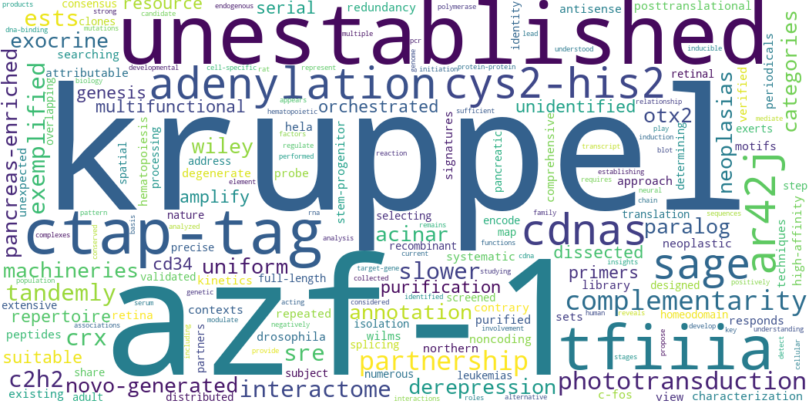 products consensus resource serial redundancy antisense posttranslational
candidate strong ests clones endogenous cell-specific rat polymerase multiple pcr lead
dna-binding mutations exocrine unestablished identity understood inducible
searching developmental genome initiation protein-protein
attributable adenylation cys2-his2 retinal categories periodicals
pancreas-enriched exemplified overlapping biology genesis represent hematopoietic appears sufficient relationship verified mediate
multifunctional orchestrated unidentified otx2 neoplasias
unexpected kruppel hela signatures play induction blot motifs
spatial hematopoiesis processing wiley factors regulate performed stem-progenitor reaction pancreatic comprehensive determining exerts
address transcript
degenerate probe element establishing approach requires neural chain step
amplify family translation sequences
pattern nature rna selecting encode paralog ar42j techniques high-affinity
ctap-tag acinar cdnas
complexes conserved analyzed basis precise analysis remains recombinant map functions neoplastic
machineries cd34 uniform current cdna systematic dissected sage
population validated kinetics full-length target-gene slower studying insights library designed positively
tandemly genetic collected purification primers complementarity
extensive serum contexts acting identified screened sets human
repertoire retina modulate repeated considered annotation contrary reveals homeodomain responds
associations negatively isolation purified involvement key understanding
peptides crx partners including drosophila wilms noncoding tfiiia develop detect cellular
share sre splicing northern stages propose
suitable provide azf-1 partnership
c2h2 novo-generated subject numerous leukemias derepression phototransduction
existing adult distributed interactome interactions roles c-fos alternative view characterization